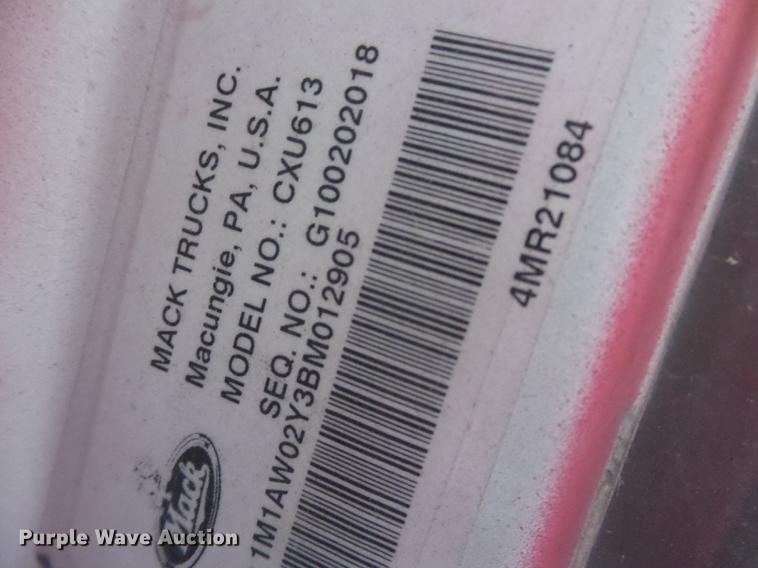 MACK TRUCKS, INC.
Macungie, PA, U.S.A.
MODEL NO.: CXU613
SEQ. NO.: G100202018
1M1AW02Y3BM012905
4MR21084
Mack
Purple Wave Auction